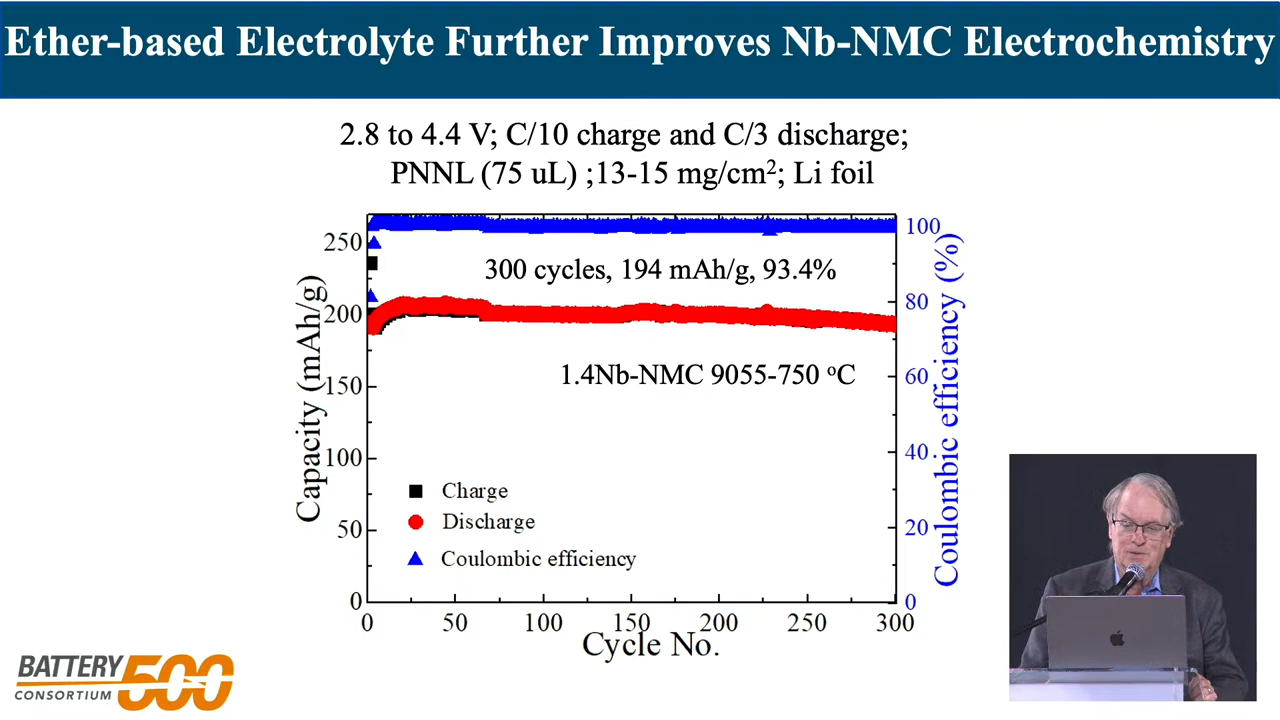 Ether-based Electrolyte Further Improves Nb-NMC Electrochemistry
2.8 to 4.4 V; C/10 charge and C/3 discharge;
PNNL (75 uL) ;13-15 mg/cm²; Li foil
Capacity (mAh/g)
250
200
150
100
50
0
300 cycles, 194 mAh/g, 93.4%
1.4Nb-NMC 9055-750 ᵒC
Charge
Discharge
Coulombic efficiency
100
80
60
40
20
0
Coulombic efficiency (%)
0 50 100 150 200 250 300
Cycle No.
BATTERY
CONSORTIUM
500